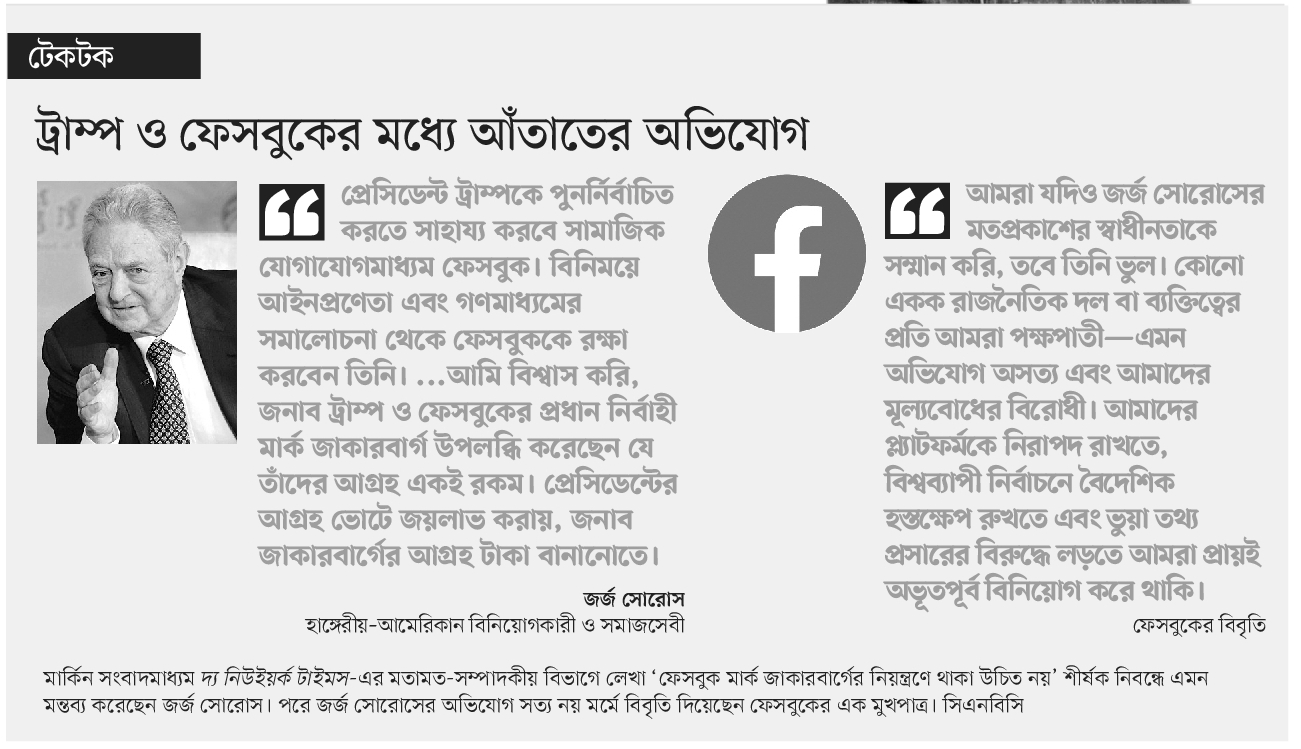 টেকটক
ট্রাম্প ও ফেসবুকের মধ্যে আঁতাতের অভিযোগ
প্রেসিডেন্ট ট্রাম্পকে পুনর্নির্বাচিত
করতে সাহায্য করবে সামাজিক
যোগাযোগমাধ্যম ফেসবুক। বিনিময়ে
আইনপ্রণেতা এবং গণমাধ্যমের
সমালোচনা থেকে ফেসবুককে রক্ষা
করবেন তিনি। ...আমি বিশ্বাস করি,
জনাব ট্রাম্প ও ফেসবুকের প্রধান নির্বাহী
মার্ক জাকারবার্গ উপলব্ধি করেছেন যে
তাঁদের আগ্রহ একই রকম। প্রেসিডেন্টের
আগ্রহ ভোটে জয়লাভ করায়, জনাব
জাকারবার্গের আগ্রহ টাকা বানানোতে।
জর্জ সোরোস
হাঙ্গেরীয়-আমেরিকান বিনিয়োগকারী ও সমাজসেবী
আমরা যদিও জর্জ সোরোসের
মতপ্রকাশের স্বাধীনতাকে
সম্মান করি, তবে তিনি ভুল। কোনো
একক রাজনৈতিক দল বা ব্যক্তিত্বের
প্রতি আমরা পক্ষপাতী—এমন
অভিযোগ অসত্য এবং আমাদের
মূল্যবোধের বিরোধী। আমাদের
প্ল্যাটফর্মকে নিরাপদ রাখতে,
বিশ্বব্যাপী নির্বাচনে বৈদেশিক
হস্তক্ষেপ রুখতে এবং ভুয়া তথ্য
প্রসারের বিরুদ্ধে লড়তে আমরা প্রায়ই
অভূতপূর্ব বিনিয়োগ করে থাকি।
ফেসবুকের বিবৃতি
মার্কিন সংবাদমাধ্যম দ্য নিউইয়র্ক টাইমস-এর মতামত-সম্পাদকীয় বিভাগে লেখা ‘ফেসবুক মার্ক জাকারবার্গের নিয়ন্ত্রণে থাকা উচিত নয়’ শীর্ষক নিবন্ধে এমন
মন্তব্য করেছেন জর্জ সোরোস। পরে জর্জ সোরোসের অভিযোগ সত্য নয় মর্মে বিবৃতি দিয়েছেন ফেসবুকের এক মুখপাত্র। সিএনবিসি